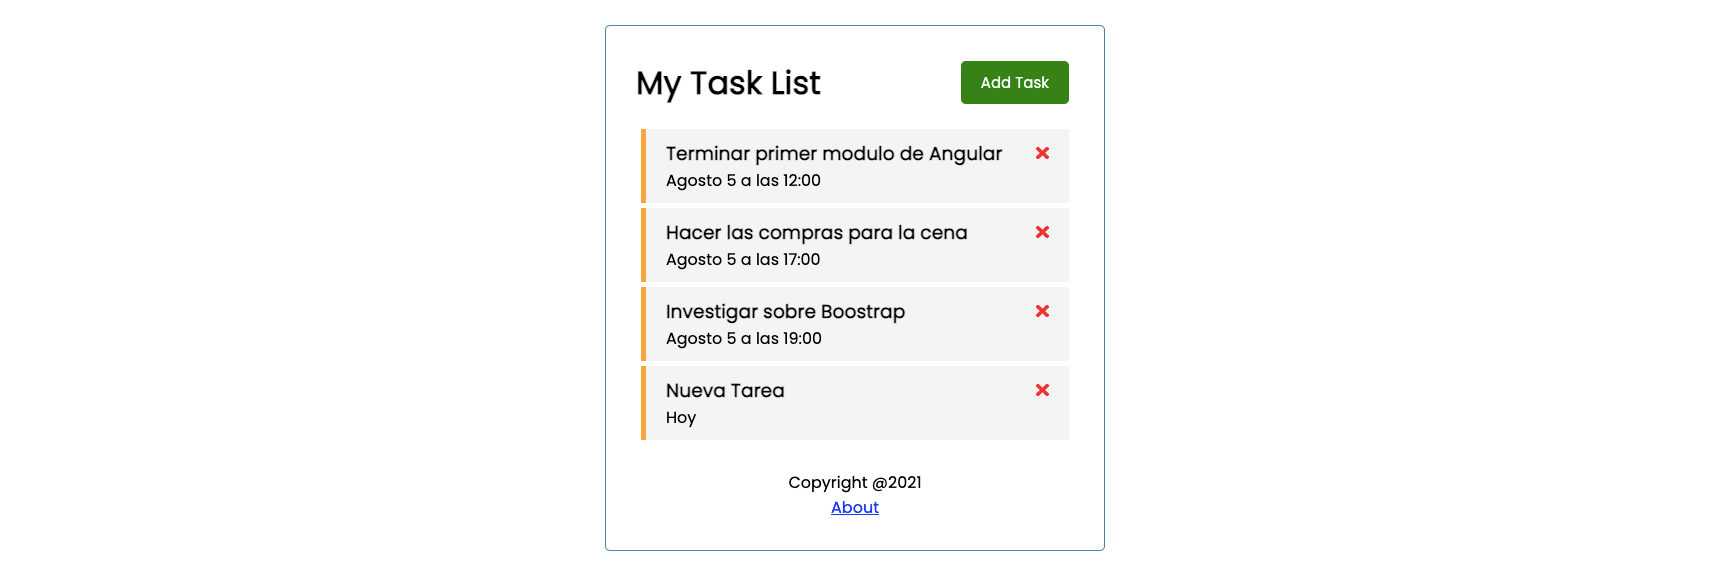 My Task List
Add Task
Terminar primer modulo de Angular
Agosto 5 a las 12:00
Hacer las compras para la cena
Agosto 5 a las 17:00
Investigar sobre Boostrap
Agosto 5 a las 19:00
Nueva Tarea
Hoy
Copyright @2021
About